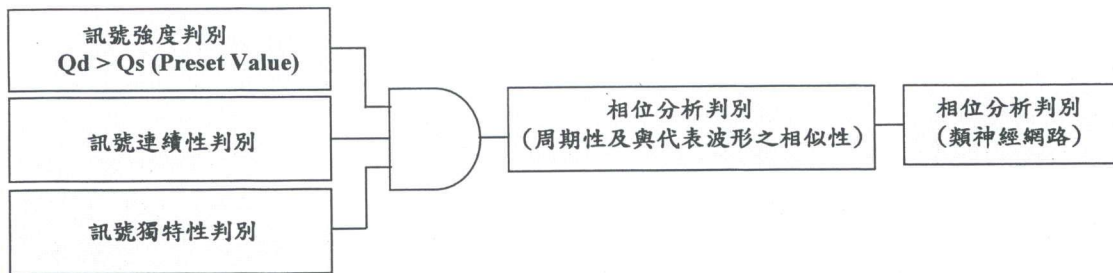 訊號強度判別
Qd > Qs (Preset Value)
訊號連續性判別
訊號獨特性判別
相位分析判別
(周期性及與代表波形之相似性)
相位分析判別
(類神經網路)